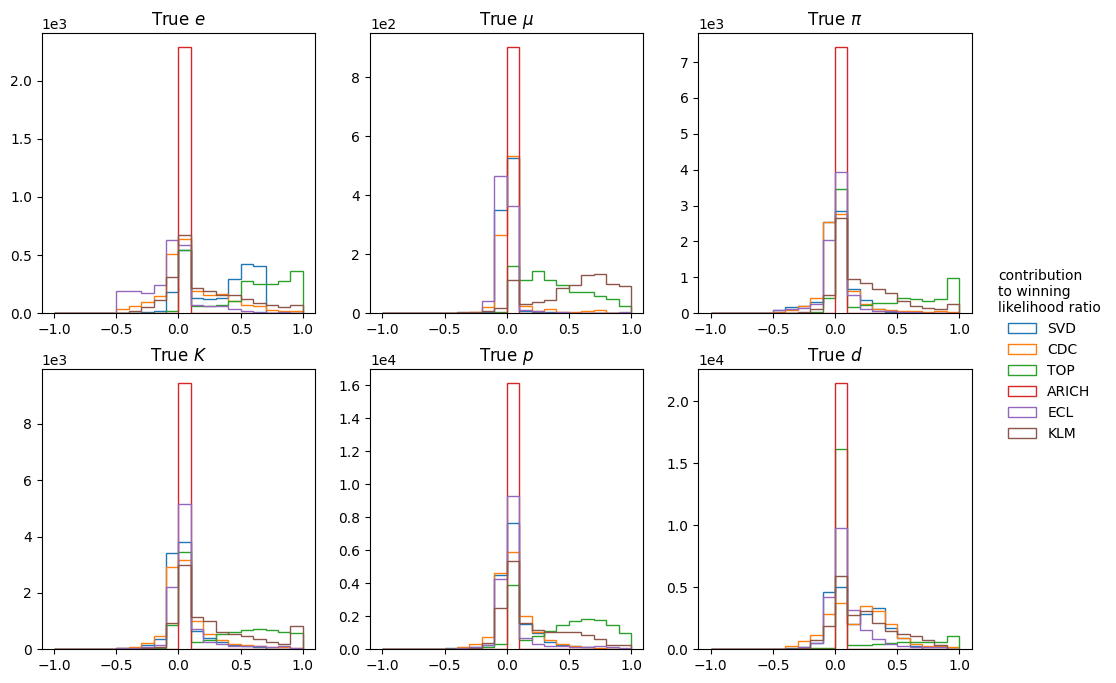 True e
1e3
2.0
1.5
1.0
0.5
0.0
−1.0 −0.5 0.0 0.5 1.0
True μ
1e2
8
6
4
2
0
−1.0 −0.5 0.0 0.5 1.0
True π
1e3
7
6
5
4
3
2
1
0
−1.0 −0.5 0.0 0.5 1.0
True K
1e3
8
6
4
2
0
−1.0 −0.5 0.0 0.5 1.0
True p
1e4
1.6
1.4
1.2
1.0
0.8
0.6
0.4
0.2
0.0
−1.0 −0.5 0.0 0.5 1.0
True d
1e4
2.0
1.5
1.0
0.5
0.0
−1.0 −0.5 0.0 0.5 1.0
contribution
to winning
likelihood ratio
SVD
CDC
TOP
ARICH
ECL
KLM